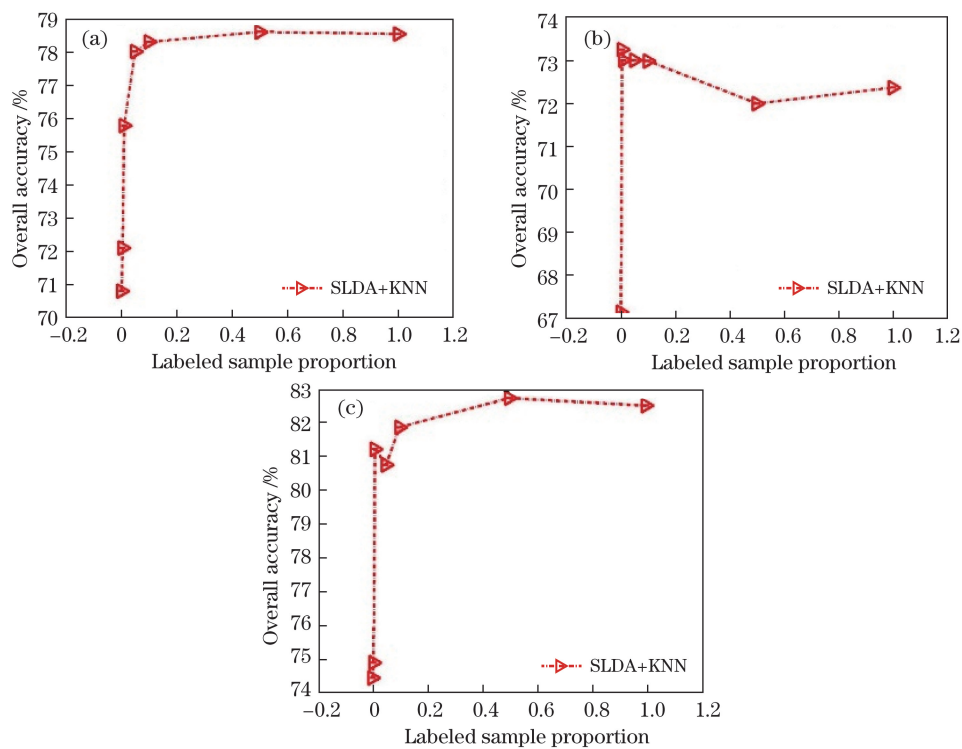 (a)
Overall accuracy /%
79
78
77
76
75
74
73
72
71
70
−0.2 0 0.2 0.4 0.6 0.8 1.0 1.2
SLDA+KNN
Labeled sample proportion
(b)
Overall accuracy /%
74
73
72
71
70
69
68
67
−0.2 0 0.2 0.4 0.6 0.8 1.0 1.2
SLDA+KNN
Labeled sample proportion
(c)
Overall accuracy /%
83
82
81
80
79
78
77
76
75
74
−0.2 0 0.2 0.4 0.6 0.8 1.0 1.2
SLDA+KNN
Labeled sample proportion